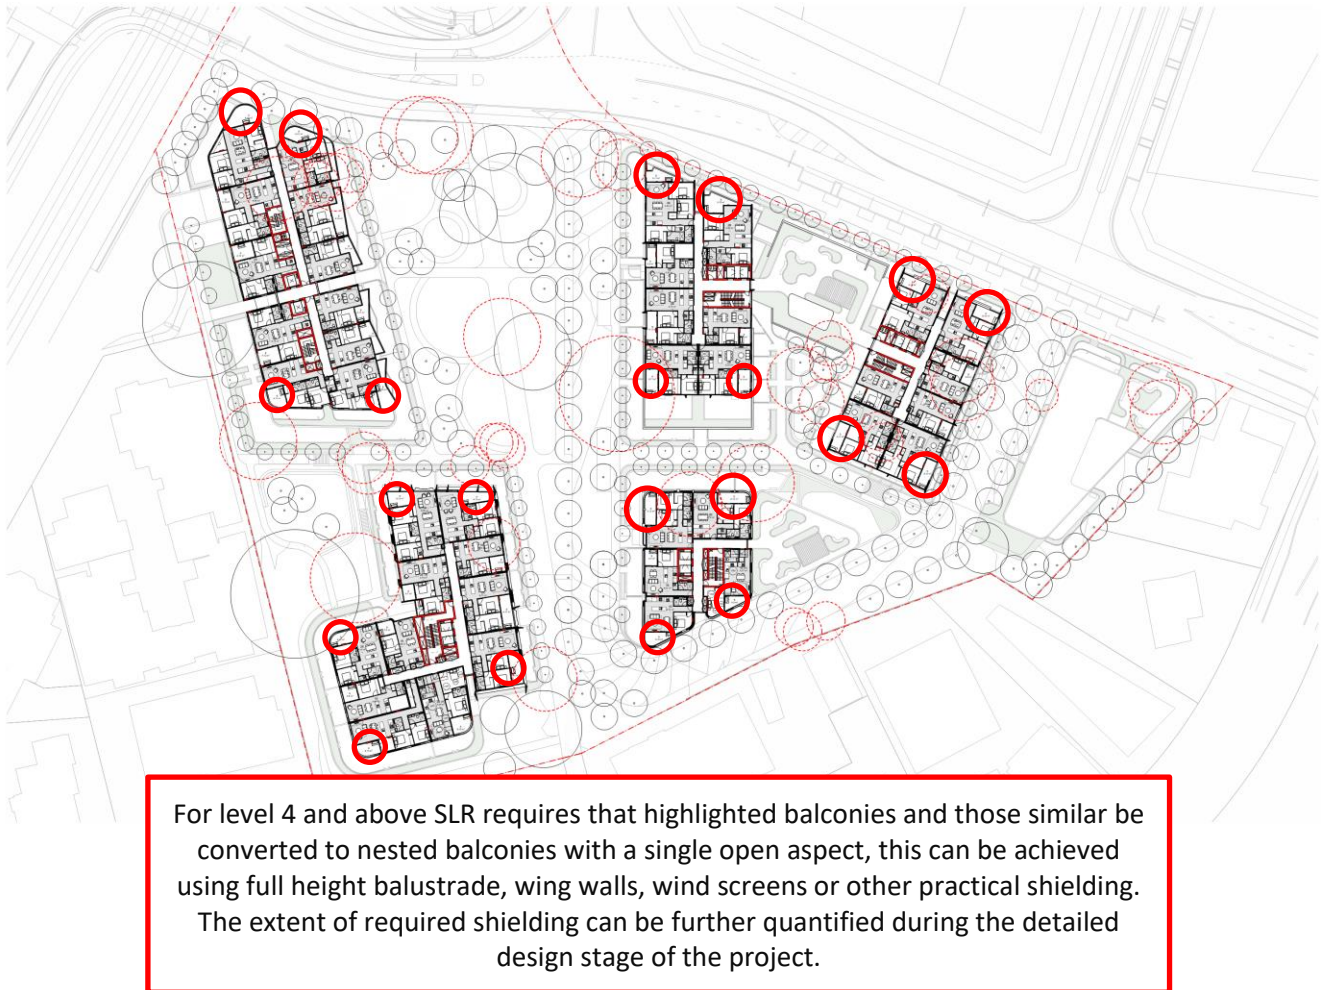 For level 4 and above SLR requires that highlighted balconies and those similar be
converted to nested balconies with a single open aspect, this can be achieved
using full height balustrade, wing walls, wind screens or other practical shielding.
The extent of required shielding can be further quantified during the detailed
design stage of the project.